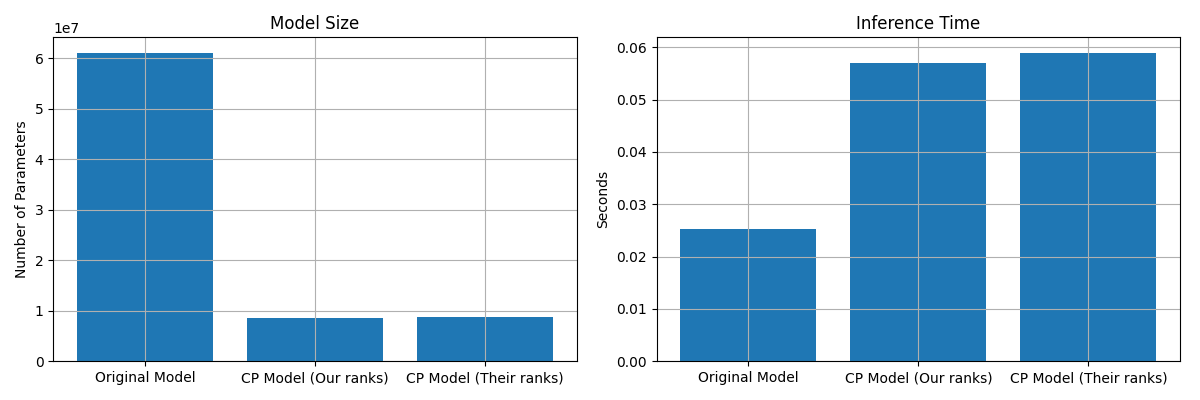 Model Size
1e7
6
5
4
3
2
1
0
Number of Parameters
Original Model
CP Model (Our ranks)
CP Model (Their ranks)
Inference Time
0.06
0.05
0.04
0.03
0.02
0.01
0.00
Seconds
Original Model
CP Model (Our ranks)
CP Model (Their ranks)